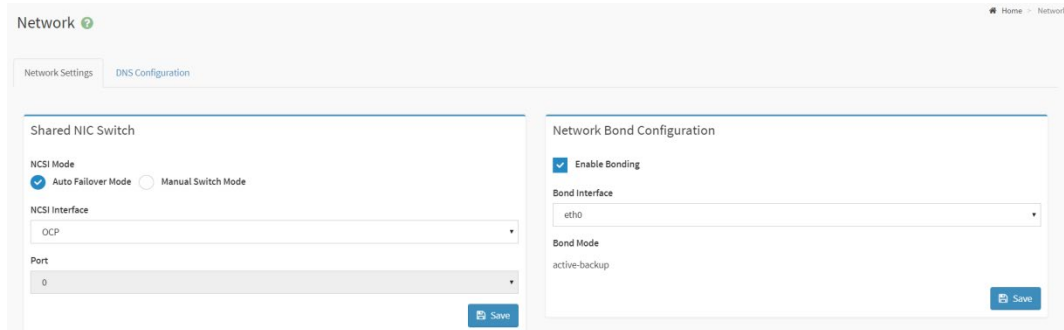 Home > Network
Network
Network Settings
DNS Configuration
Shared NIC Switch
NCSI Mode
Auto Failover Mode
Manual Switch Mode
NCSI Interface
OCP
Port
0
Save
Network Bond Configuration
Enable Bonding
Bond Interface
eth0
Bond Mode
active-backup
Save